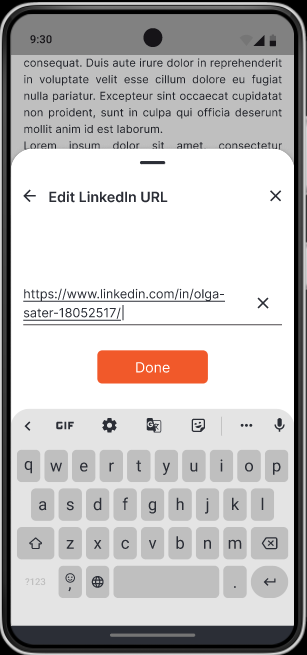 9:30
consequat. Duis aute irure dolor in reprehenderit
in voluptate velit esse cillum dolore eu fugiat
nulla pariatur. Excepteur sint occaecat cupidatat
non proident, sunt in culpa qui officia deserunt
mollit anim id est laborum.
Lorem ipsum dolor sit amet, consectetur
Edit LinkedIn URL
https://www.linkedin.com/in/olga-
sater-18052517/
Done
GIF
q w e r t y u i o p
a s d f g h j k l
z x c v b n m
?123 , .